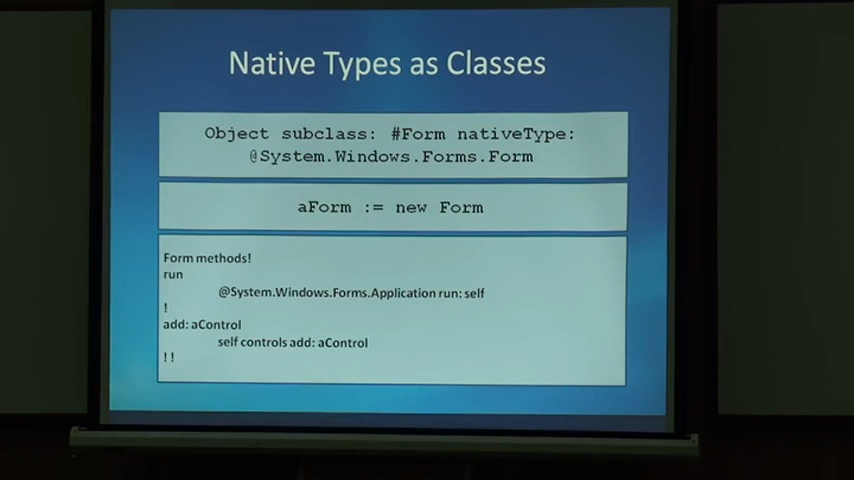 Native Types as Classes
Object subclass: #Form nativeType:
@System.Windows.Forms.Form
aForm := new Form
Form methods!
run
@System.Windows.Forms.Application run: self
!
add: aControl
self controls add: aControl
! !